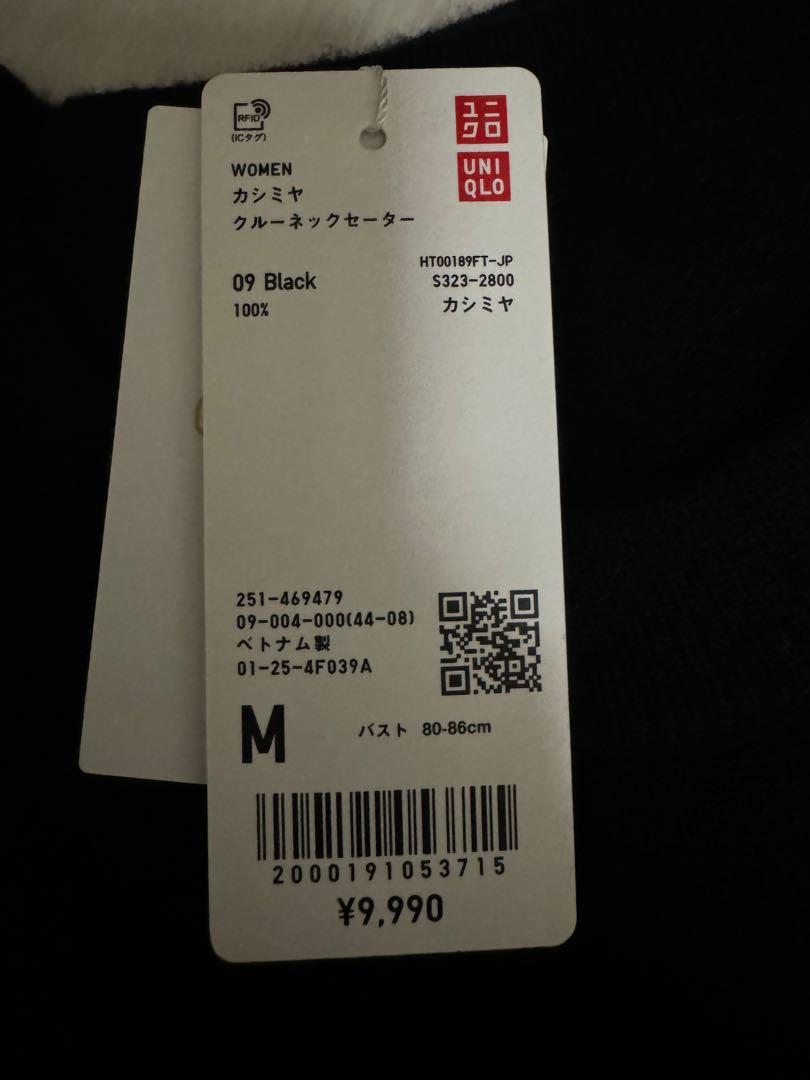 RFID
(ICタグ)
ユニ
クロ
UNI
QLO
WOMEN
カシミヤ
クルーネックセーター
HT00189FT-JP
09 Black
S323-2800
100%
カシミヤ
251-469479
09-004-000(44-08)
ベトナム製
01-25-4F039A
M
バスト 80-86cm
2000191053715
¥9,990